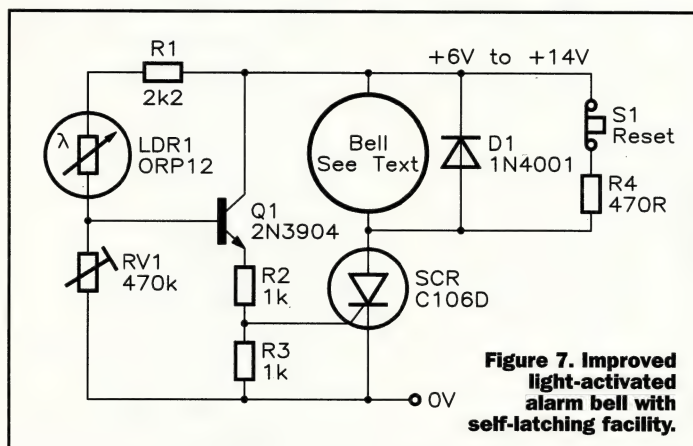 R1
2k2
+6V to +14V
λ
LDR1
ORP12
Bell
See Text
D1
1N4001
S1
Reset
R4
470R
Q1
2N3904
RV1
470k
R2
1k
SCR
C106D
R3
1k
0V
Figure 7. Improved
light-activated
alarm bell with
self-latching facility.